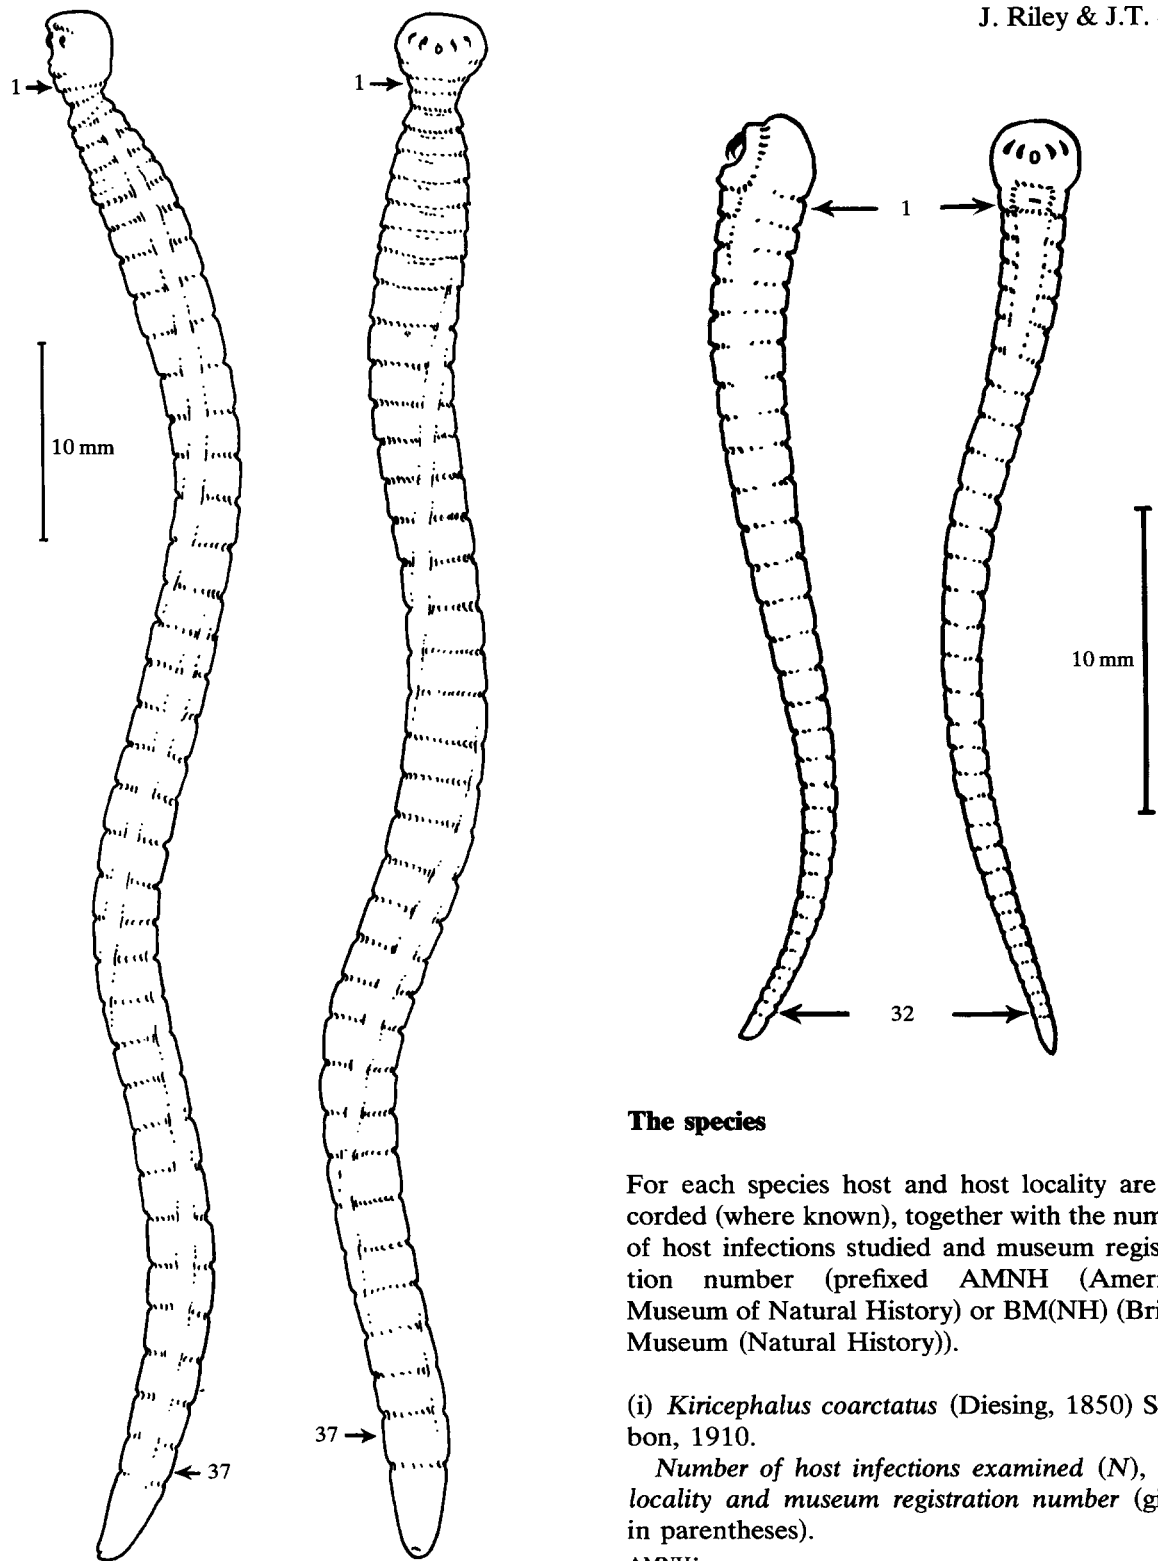 J. Riley & J.T.
1
1
1
10 mm
10 mm
32
37
37
The species
For each species host and host locality are
corded (where known), together with the num
of host infections studied and museum regis
tion number (prefixed AMNH (Ameri
Museum of Natural History) or BM(NH) (Bri
Museum (Natural History)).
(i) Kiricephalus coarctatus (Diesing, 1850) S
bon, 1910.
Number of host infections examined (N),
locality and museum registration number (gi
in parentheses).